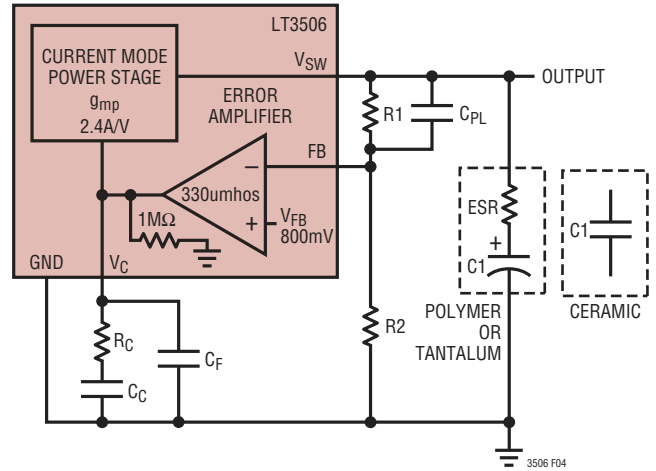 LT3506
CURRENT MODE
POWER STAGE
gmp
2.4A/V
VSW
OUTPUT
ERROR
AMPLIFIER
R1
CPL
FB
−
330umhos
+
VFB
800mV
1MΩ
ESR
+
C1
C1
GND
VC
POLYMER
OR
TANTALUM
CERAMIC
R2
RC
CF
CC
3506 F04